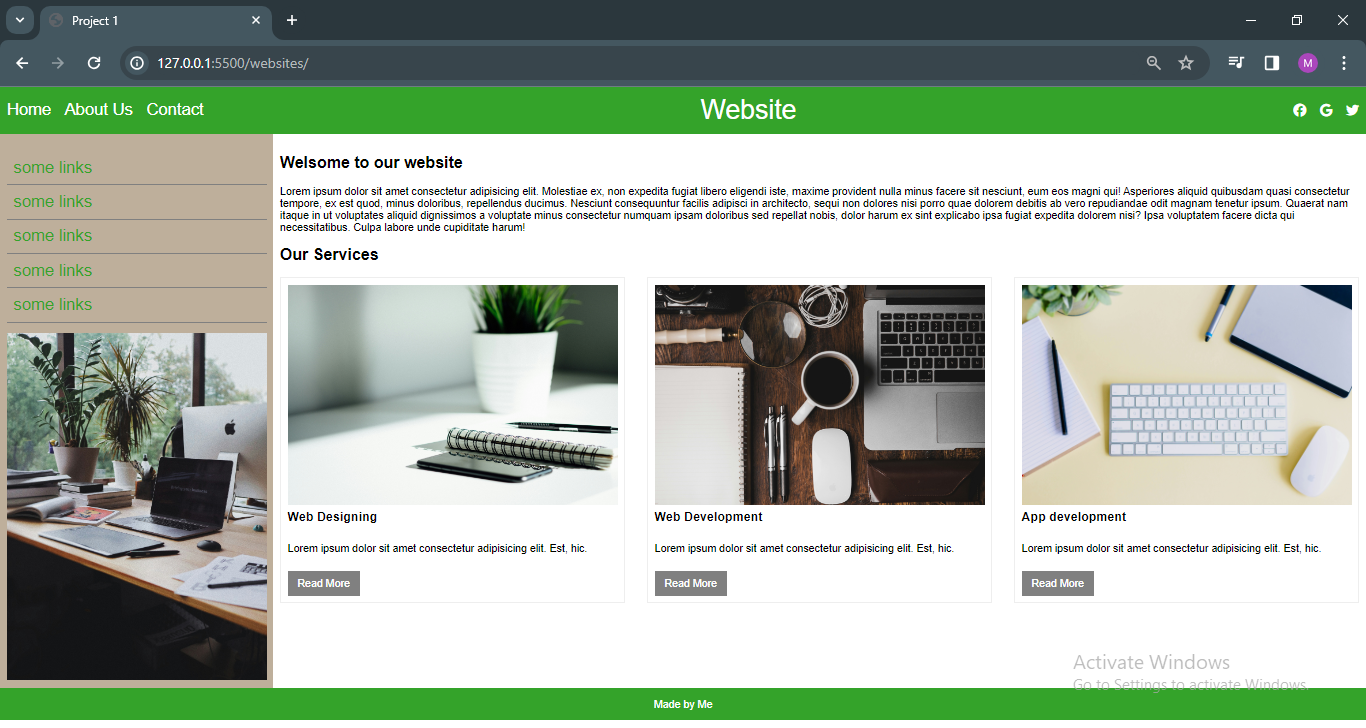 Project 1
127.0.0.1:5500/websites/
M
Home About Us Contact
Website
some links
some links
some links
some links
some links
Welsome to our website
Lorem ipsum dolor sit amet consectetur adipisicing elit. Molestiae ex, non expedita fugiat libero eligendi iste, maxime provident nulla minus facere sit nesciunt, eum eos magni qui! Asperiores aliquid quibusdam quasi consectetur
tempore, ex est quod, minus doloribus, repellendus ducimus. Nesciunt consequuntur facilis adipisci in architecto, sequi non dolores nisi porro quae dolorem debitis ab vero repudiandae odit magnam tenetur ipsum. Quaerat nam
itaque in ut voluptates aliquid dignissimos a voluptate minus consectetur numquam ipsam doloribus sed repellat nobis, dolor harum ex sint explicabo ipsa fugiat expedita dolorem nisi? Ipsa voluptatem facere dicta qui
necessitatibus. Culpa labore unde cupiditate harum!
Our Services
Web Designing
Lorem ipsum dolor sit amet consectetur adipisicing elit. Est, hic.
Read More
Web Development
Lorem ipsum dolor sit amet consectetur adipisicing elit. Est, hic.
Read More
App development
Lorem ipsum dolor sit amet consectetur adipisicing elit. Est, hic.
Read More
Activate Windows
Go to Settings to activate Windows.
Made by Me